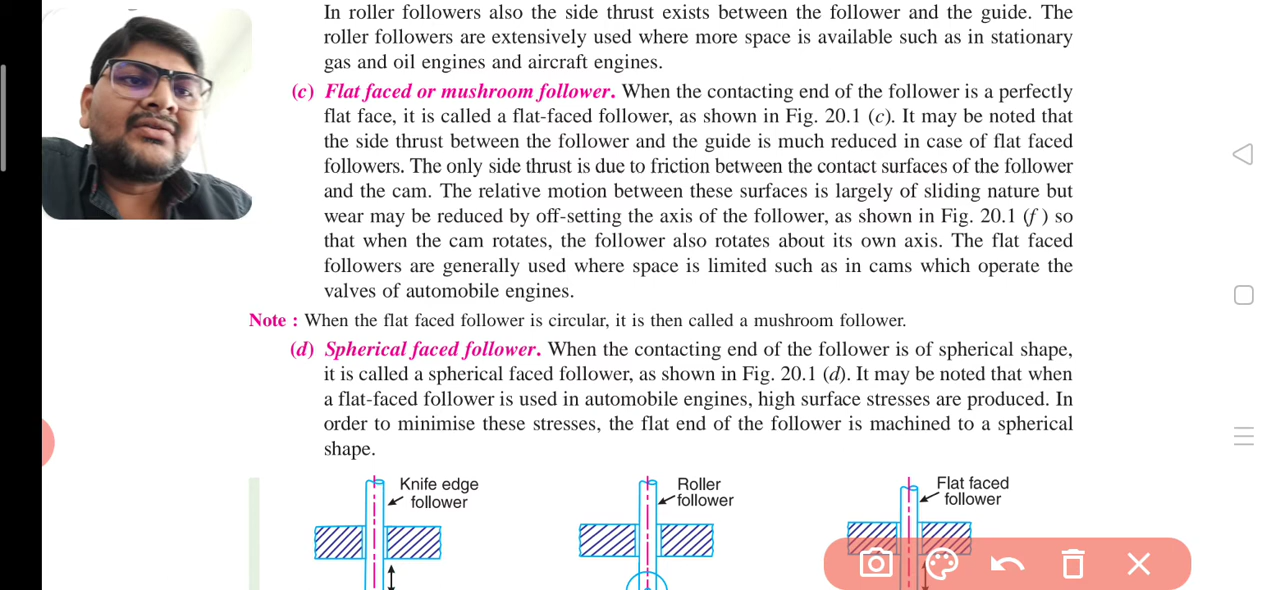 In roller followers also the side thrust exists between the follower and the guide. The
roller followers are extensively used where more space is available such as in stationary
gas and oil engines and aircraft engines.
(c) Flat faced or mushroom follower. When the contacting end of the follower is a perfectly
flat face, it is called a flat-faced follower, as shown in Fig. 20.1 (c). It may be noted that
the side thrust between the follower and the guide is much reduced in case of flat faced
followers. The only side thrust is due to friction between the contact surfaces of the follower
and the cam. The relative motion between these surfaces is largely of sliding nature but
wear may be reduced by off-setting the axis of the follower, as shown in Fig. 20.1 (f ) so
that when the cam rotates, the follower also rotates about its own axis. The flat faced
followers are generally used where space is limited such as in cams which operate the
valves of automobile engines.
Note : When the flat faced follower is circular, it is then called a mushroom follower.
(d) Spherical faced follower. When the contacting end of the follower is of spherical shape,
it is called a spherical faced follower, as shown in Fig. 20.1 (d). It may be noted that when
a flat-faced follower is used in automobile engines, high surface stresses are produced. In
order to minimise these stresses, the flat end of the follower is machined to a spherical
shape.
Knife edge
follower
Roller
follower
Flat faced
follower